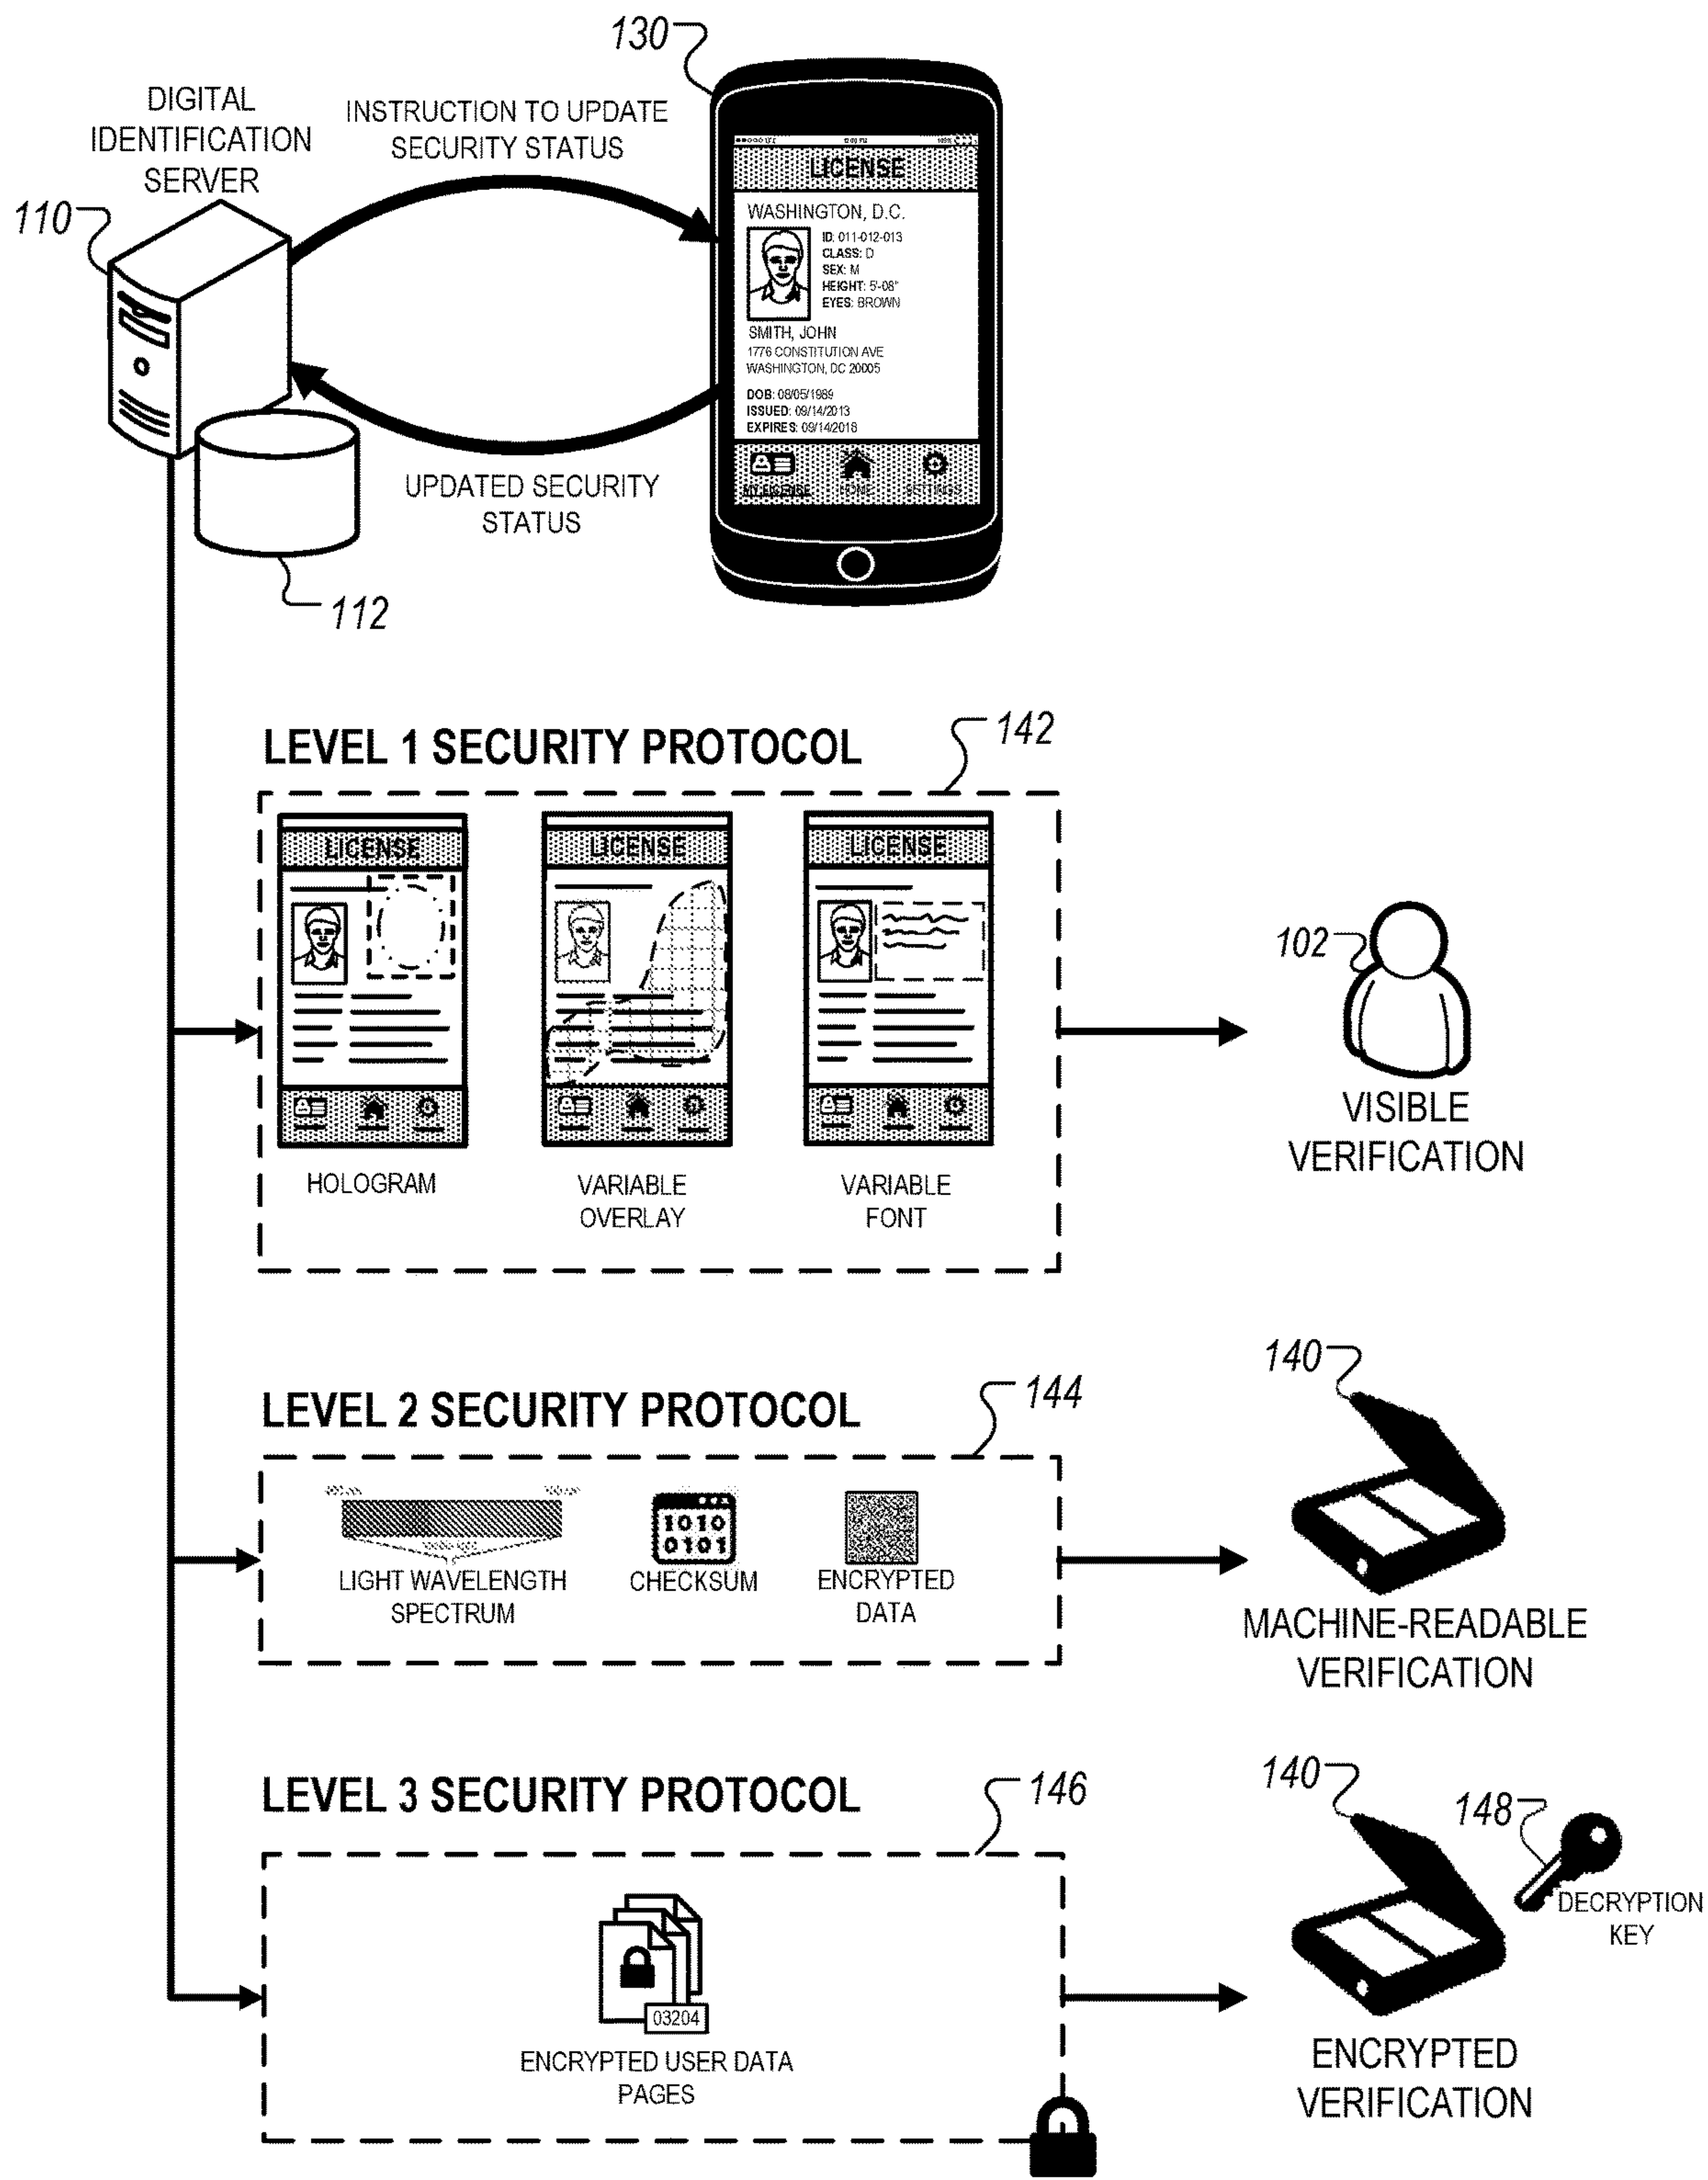 130
DIGITAL
IDENTIFICATION
SERVER
INSTRUCTION TO UPDATE
SECURITY STATUS
110
LICENSE
WASHINGTON, D.C.
ID: 011-012-013
CLASS: D
SEX: M
HEIGHT: 5'-08"
EYES: BROWN
SMITH, JOHN
1776 CONSTITUTION AVE
WASHINGTON, DC 20005
DOB: 08/05/1989
ISSUED: 09/14/2013
EXPIRES: 09/14/2018
MY LICENSE
HOME
SETTINGS
UPDATED SECURITY
STATUS
112
LEVEL 1 SECURITY PROTOCOL
142
LICENSE
LICENSE
LICENSE
HOLOGRAM
VARIABLE
OVERLAY
VARIABLE
FONT
102
VISIBLE
VERIFICATION
LEVEL 2 SECURITY PROTOCOL
144
1010
0101
LIGHT WAVELENGTH
SPECTRUM
CHECKSUM
ENCRYPTED
DATA
140
MACHINE-READABLE
VERIFICATION
LEVEL 3 SECURITY PROTOCOL
146
03204
ENCRYPTED USER DATA
PAGES
140
148
DECRYPTION
KEY
ENCRYPTED
VERIFICATION